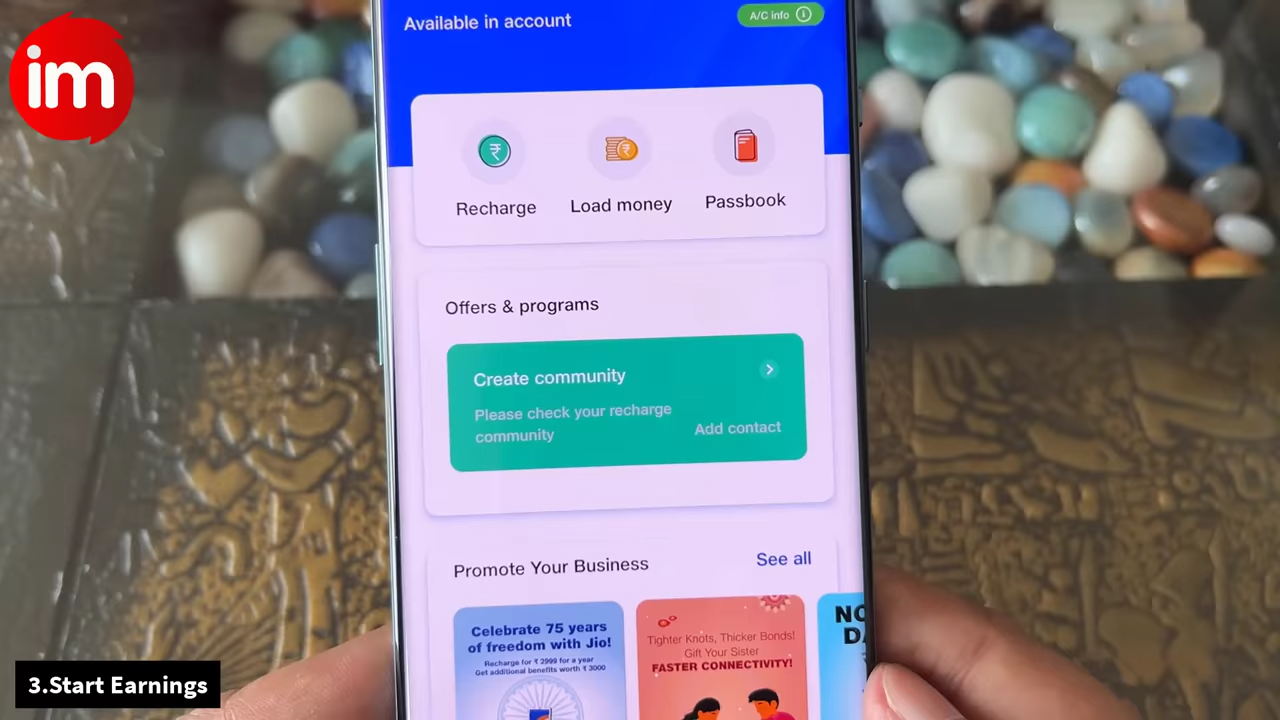 im
Available in account
A/C info
Recharge
Load money
Passbook
Offers & programs
Create community
Please check your recharge
community
Add contact
Promote Your Business
See all
Celebrate 75 years
of freedom with Jio!
Recharge for ₹ 2999 for a year
Get additional benefits worth ₹ 3000
Tighter Knots, Thicker Bonds!
Gift Your Sister
FASTER CONNECTIVITY!
3.Start Earnings